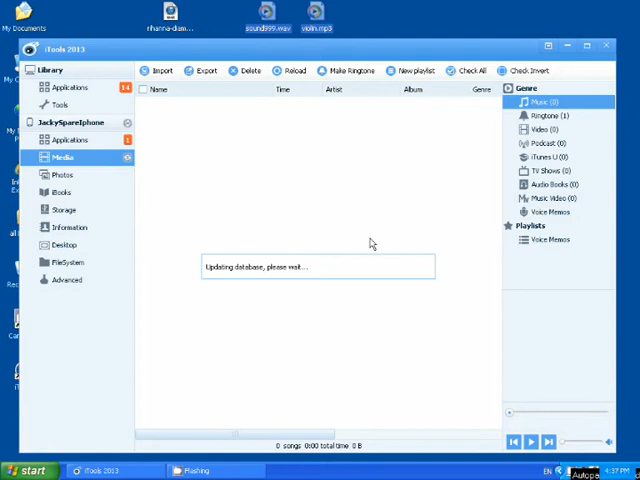 My Documents
rihanna-diam...
sound999.wav
violin.mp3
iTools 2013
Library
Applications
14
Tools
JackySpareIphone
Applications
1
Media
Photos
iBooks
Storage
Information
Desktop
FileSystem
Advanced
Import
Export
Delete
Reload
Make Ringtone
New playlist
Check All
Check Invert
Name
Time
Artist
Album
Genre
Updating database, please wait...
0 songs 0:00 total time 0 B
Genre
Music (0)
Ringtone (1)
Video (0)
Podcast (0)
iTunes U (0)
TV Shows (0)
Audio Books (0)
Music Video (0)
Voice Memos
Playlists
Voice Memos
start
iTools 2013
Flashing
EN
4:37 PM